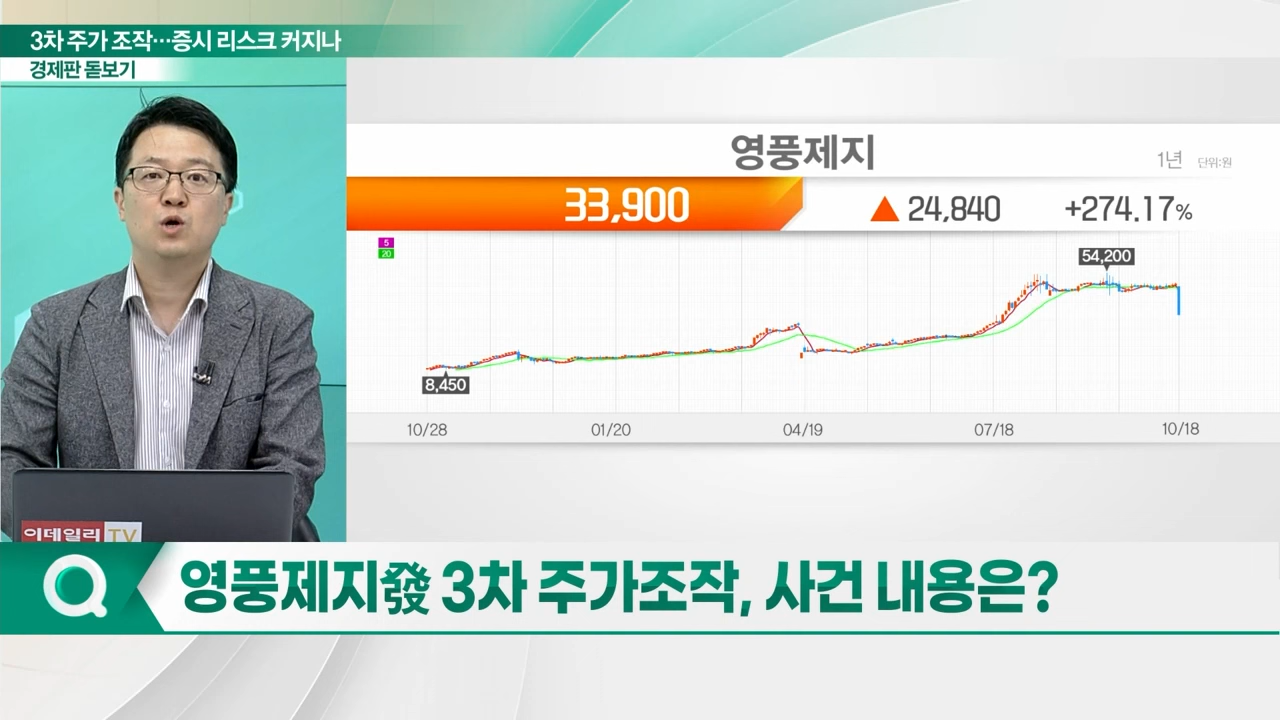 3차 주가 조작…증시 리스크 커지나
경제판 돋보기
영풍제지
1년 단위:원
33,900 ▲ 24,840 +274.17%
5
20
54,200
8,450
10/28 01/20 04/19 07/18 10/18
이데일리 TV
영풍제지發 3차 주가조작, 사건 내용은?